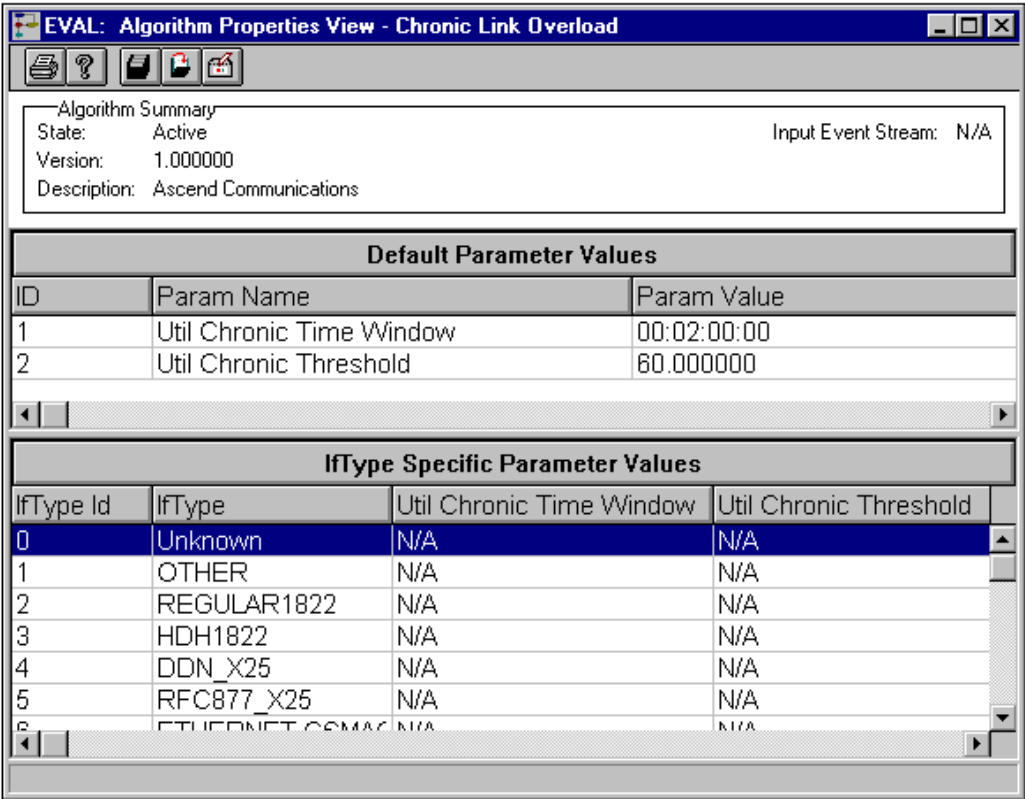 EVAL: Algorithm Properties View - Chronic Link Overload
Algorithm Summary
State: Active Input Event Stream: N/A
Version: 1.000000
Description: Ascend Communications
Default Parameter Values
ID Param Name Param Value
1 Util Chronic Time Window 00:02:00:00
2 Util Chronic Threshold 60.000000
IfType Specific Parameter Values
IfType Id IfType Util Chronic Time Window Util Chronic Threshold
0 Unknown N/A N/A
1 OTHER N/A N/A
2 REGULAR1822 N/A N/A
3 HDH1822 N/A N/A
4 DDN_X25 N/A N/A
5 RFC877_X25 N/A N/A
6 N/A N/A